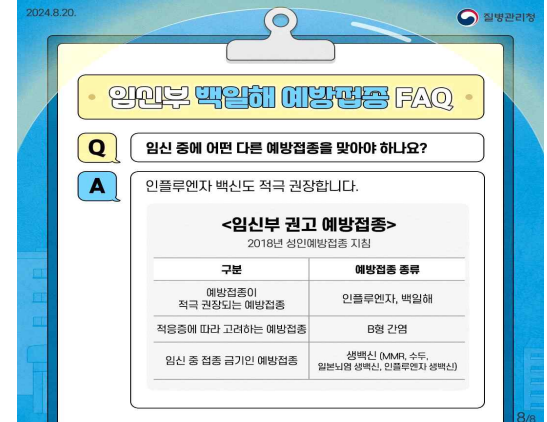 2024.8.20.
질병관리청
임신부 백일해 예방접종 FAQ
Q
임신 중에 어떤 다른 예방접종을 맞아야 하나요?
A
인플루엔자 백신도 적극 권장합니다.
<임신부 권고 예방접종>
2018년 성인예방접종 지침
구분 예방접종 종류
예방접종이
적극 권장되는 예방접종
인플루엔자, 백일해
적응증에 따라 고려하는 예방접종 B형 간염
임신 중 접종 금기인 예방접종
생백신 (MMR, 수두,
일본뇌염 생백신, 인플루엔자 생백신)
8/8